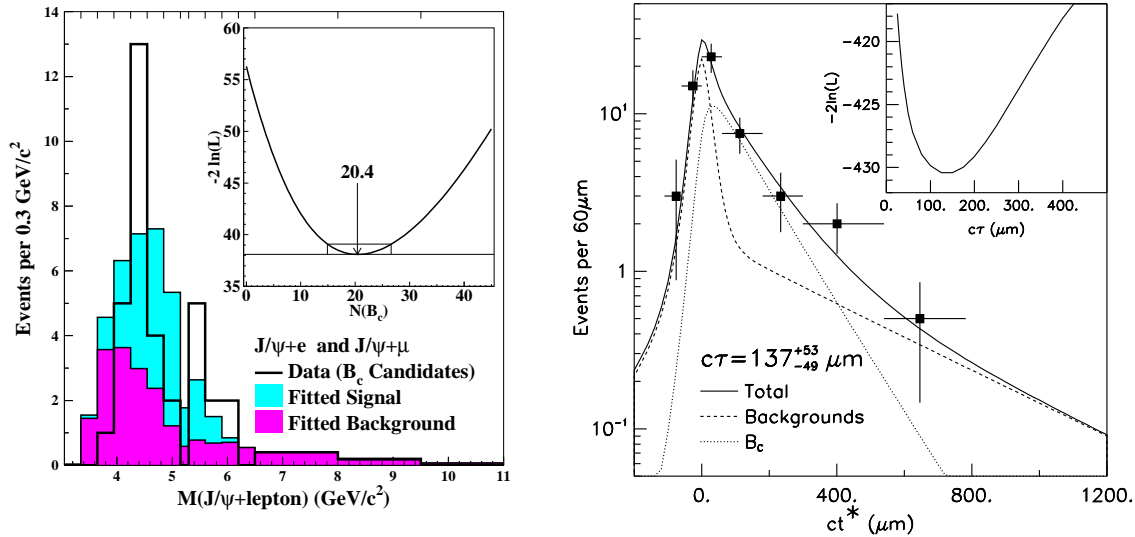 14
12
10
8
6
4
2
0
Events per 0.3 GeV/c²
4 5 6 7 8 9 10 11
M(J/ψ+lepton) (GeV/c²)
60
55
50
45
40
35
-2 ln(L)
20.4
0 20 40
N(B_c)
J/ψ+e and J/ψ+μ
Data (B_c Candidates)
Fitted Signal
Fitted Background
Events per 60μm
10¹
1
10⁻¹
−420
−425
−430
−2ln(L)
0. 100. 200. 300. 400.
cτ (μm)
cτ=137⁺⁵³₋₄₉ μm
Total
Backgrounds
B_c
0. 400. 800. 1200.
ct* (μm)